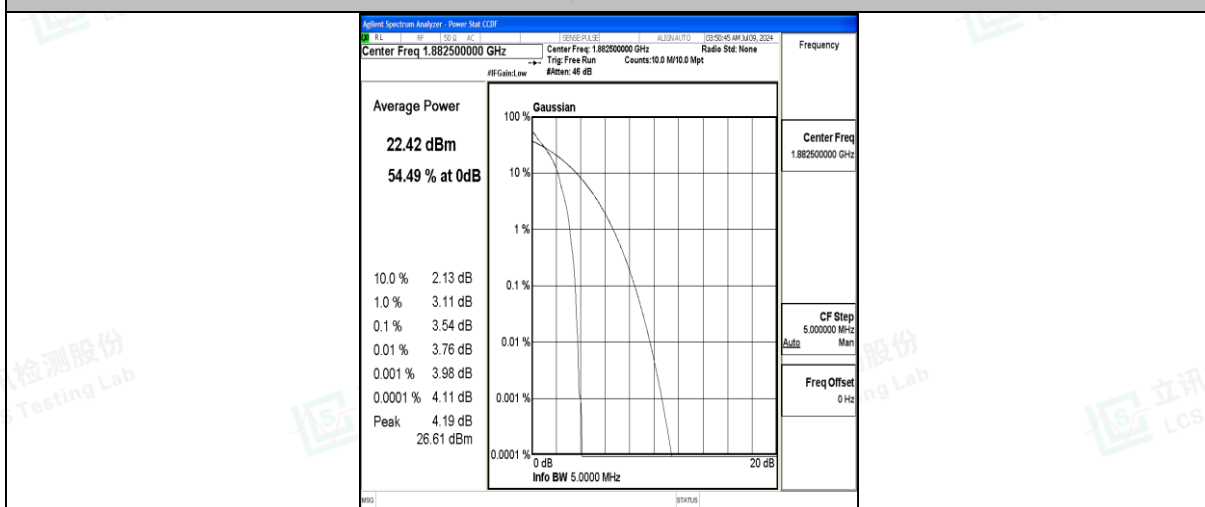 Agilent Spectrum Analyzer - Power Stat CCDF
RL RF 50 Ω AC SENSE:PULSE ALIGNAUTO 03:50:45 AM Jul 09, 2024
Center Freq 1.882500000 GHz
Center Freq: 1.882500000 GHz Radio Std: None
Trig: Free Run Counts:10.0 M/10.0 Mpt
#IFGain:Low #Atten: 46 dB
Frequency
Average Power
22.42 dBm
54.49 % at 0dB
10.0 % 2.13 dB
1.0 % 3.11 dB
0.1 % 3.54 dB
0.01 % 3.76 dB
0.001 % 3.98 dB
0.0001 % 4.11 dB
Peak 4.19 dB
26.61 dBm
Gaussian
100 %
10 %
1 %
0.1 %
0.01 %
0.001 %
0.0001 %
0 dB 20 dB
Info BW 5.0000 MHz
Center Freq
1.882500000 GHz
CF Step
5.000000 MHz
Auto Man
Freq Offset
0 Hz
MSG STATUS
检测股份
S Testing Lab
LCS
股份
ng Lab
LCS
立讯
LCS